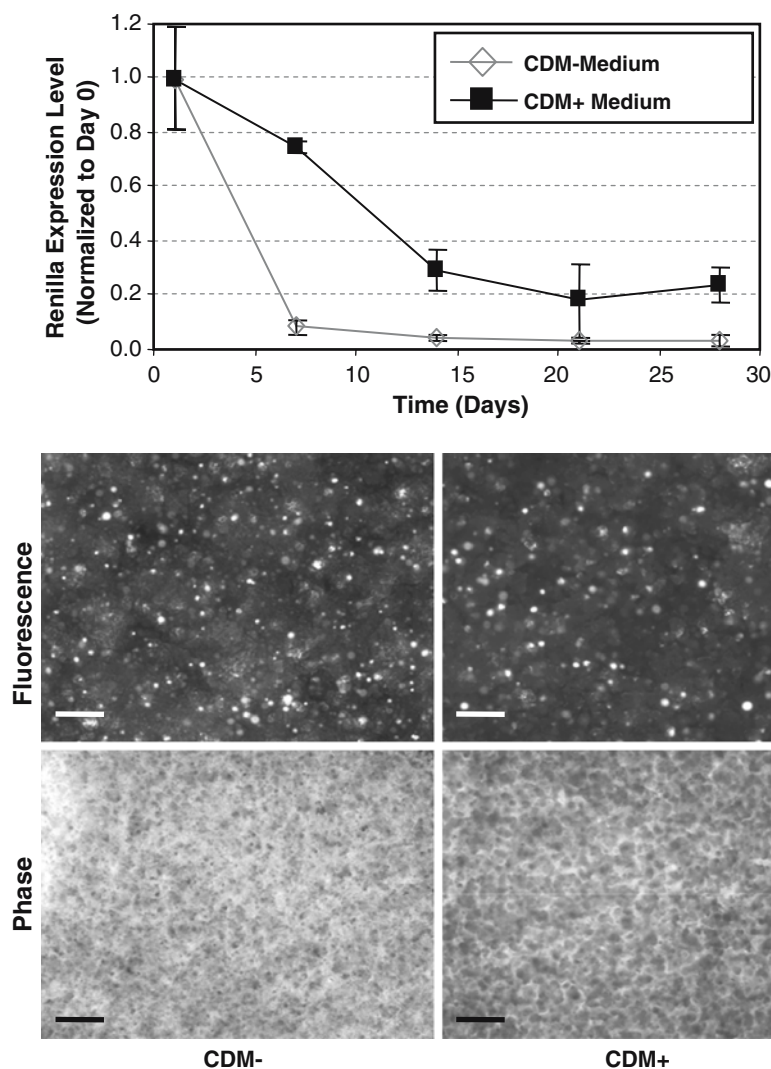 Renilla Expression Level
(Normalized to Day 0)
1.2
1.0
0.8
0.6
0.4
0.2
0.0
CDM-Medium
CDM+ Medium
0 5 10 15 20 25 30
Time (Days)
Fluorescence
Phase
CDM-
CDM+